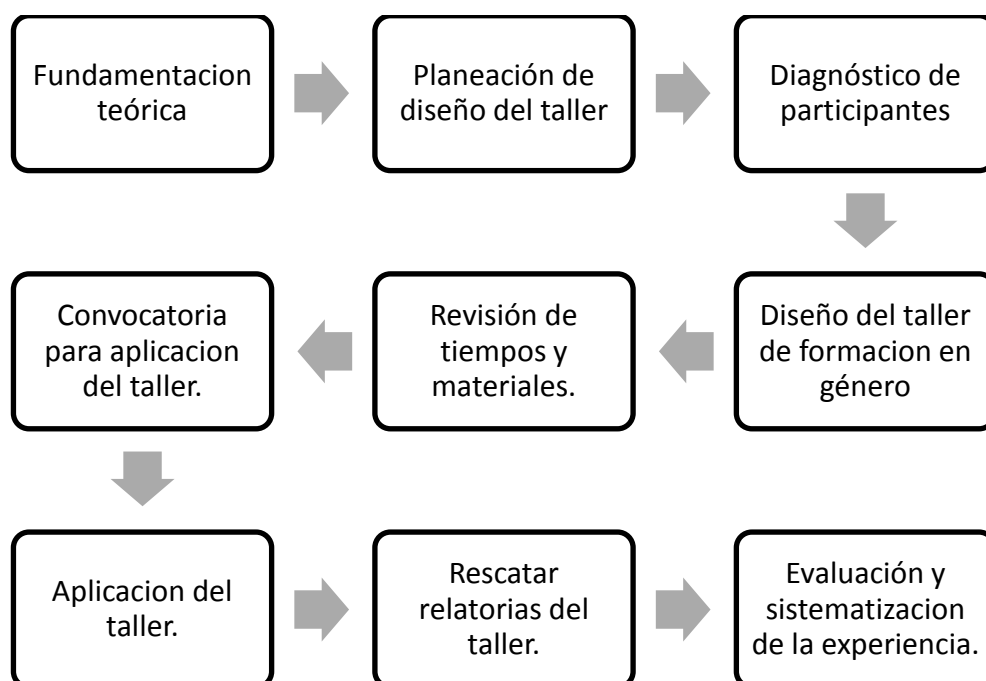 Fundamentacion
teórica
Planeación de
diseño del taller
Diagnóstico de
participantes
Diseño del taller
de formacion en
género
Revisión de
tiempos y
materiales.
Convocatoria
para aplicacion
del taller.
Aplicacion del
taller.
Rescatar
relatorias del
taller.
Evaluación y
sistematizacion
de la experiencia.